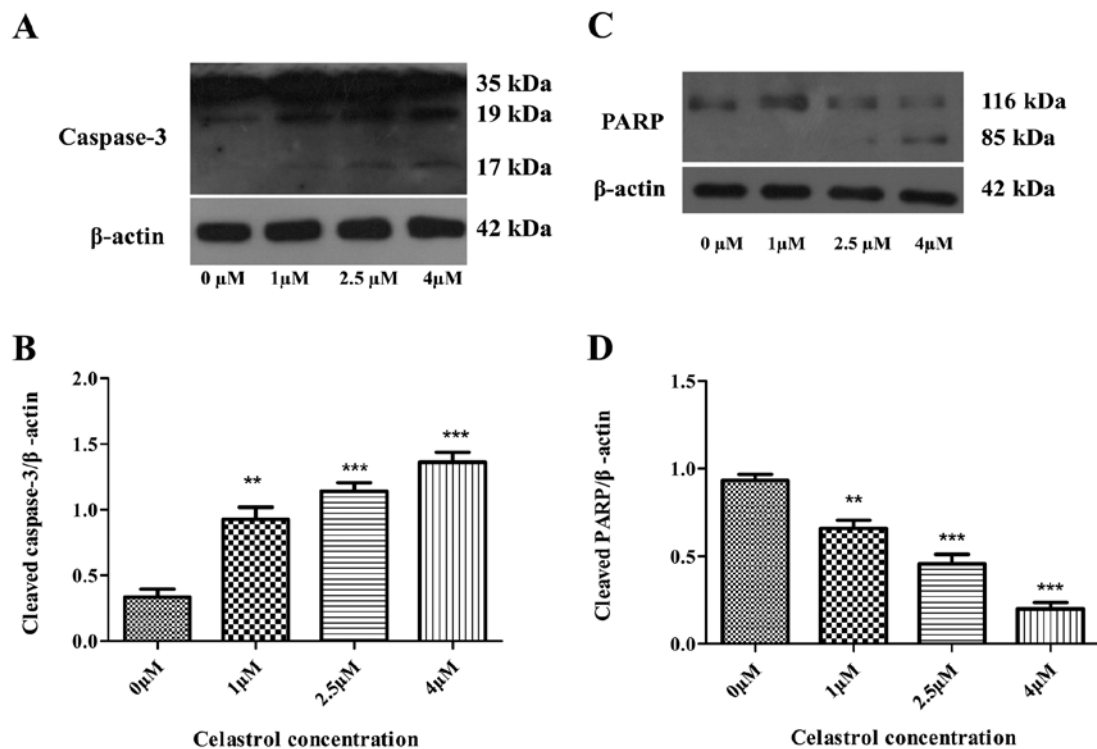 A
35 kDa
19 kDa
Caspase-3
17 kDa
β-actin
42 kDa
0 µM 1µM 2.5 µM 4µM
C
PARP
116 kDa
85 kDa
β-actin
42 kDa
0 µM 1µM 2.5 µM 4µM
B
Cleaved caspase-3/β -actin
2.0
1.5
1.0
0.5
0.0
**
***
***
0µM 1µM 2.5µM 4µM
Celastrol concentration
D
Cleaved PARP/β -actin
1.5
1.0
0.5
0.0
**
***
***
0µM 1µM 2.5µM 4µM
Celastrol concentration